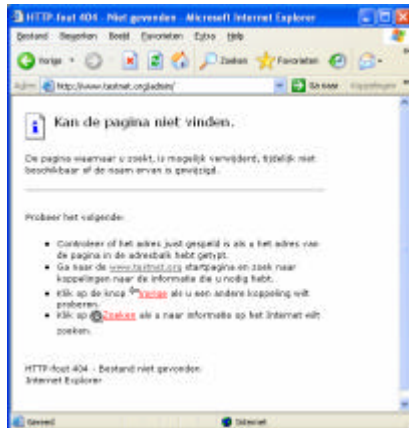 HTTP-fout 404 - Niet gevonden - Microsoft Internet Explorer
Bestand Bewerken Beeld Favorieten Extra Help
Vorige Zoeken Favorieten
Adres http://www.textnet.org/admin/ Ga naar Koppelingen
Kan de pagina niet vinden.
De pagina waarnaar u zoekt, is mogelijk verwijderd, tijdelijk niet
beschikbaar of de naam ervan is gewijzigd.
Probeer het volgende:
Controleer of het adres juist gespeld is als u het adres van
de pagina in de adresbalk hebt getypt.
Ga naar de www.textnet.org startpagina en zoek naar
koppelingen naar de informatie die u nodig hebt.
Klik op de knop Vorige als u een andere koppeling wilt
proberen.
Klik op Zoeken als u naar informatie op het Internet wilt
zoeken.
HTTP-fout 404 - Bestand niet gevonden
Internet Explorer
Gereed Internet